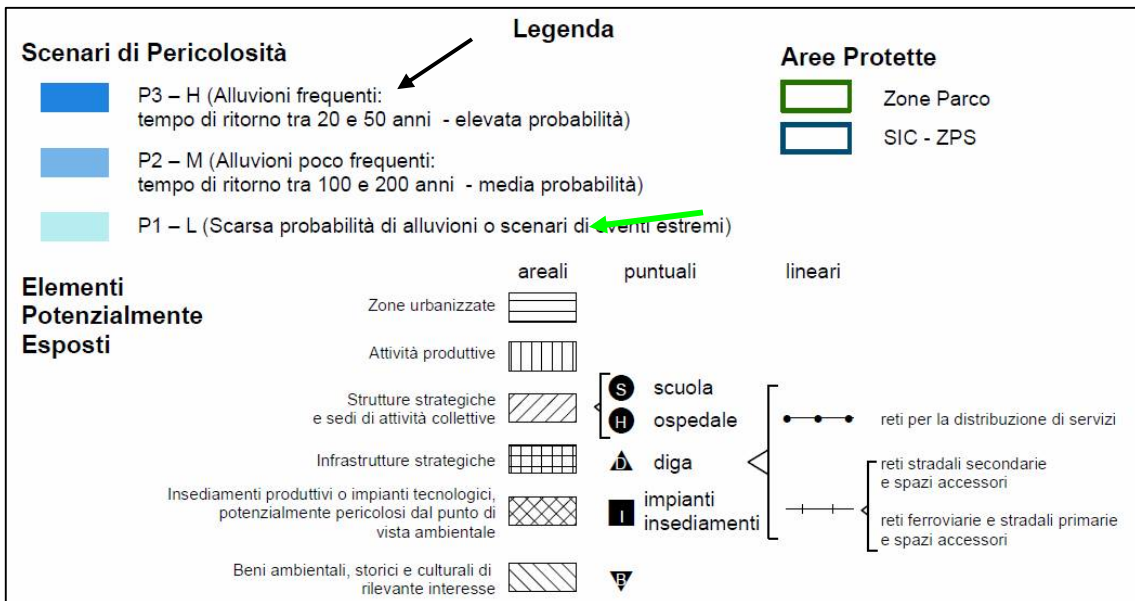 Legenda
Scenari di Pericolosità
P3 – H (Alluvioni frequenti:
tempo di ritorno tra 20 e 50 anni - elevata probabilità)
P2 – M (Alluvioni poco frequenti:
tempo di ritorno tra 100 e 200 anni - media probabilità)
P1 – L (Scarsa probabilità di alluvioni o scenari di eventi estremi)
Aree Protette
Zone Parco
SIC - ZPS
Elementi
Potenzialmente
Esposti
areali
puntuali
lineari
Zone urbanizzate
Attività produttive
Strutture strategiche
e sedi di attività collettive
S scuola
H ospedale
reti per la distribuzione di servizi
Infrastrutture strategiche
D diga
reti stradali secondarie
e spazi accessori
Insediamenti produttivi o impianti tecnologici,
potenzialmente pericolosi dal punto di
vista ambientale
I impianti
insediamenti
reti ferroviarie e stradali primarie
e spazi accessori
Beni ambientali, storici e culturali di
rilevante interesse
B